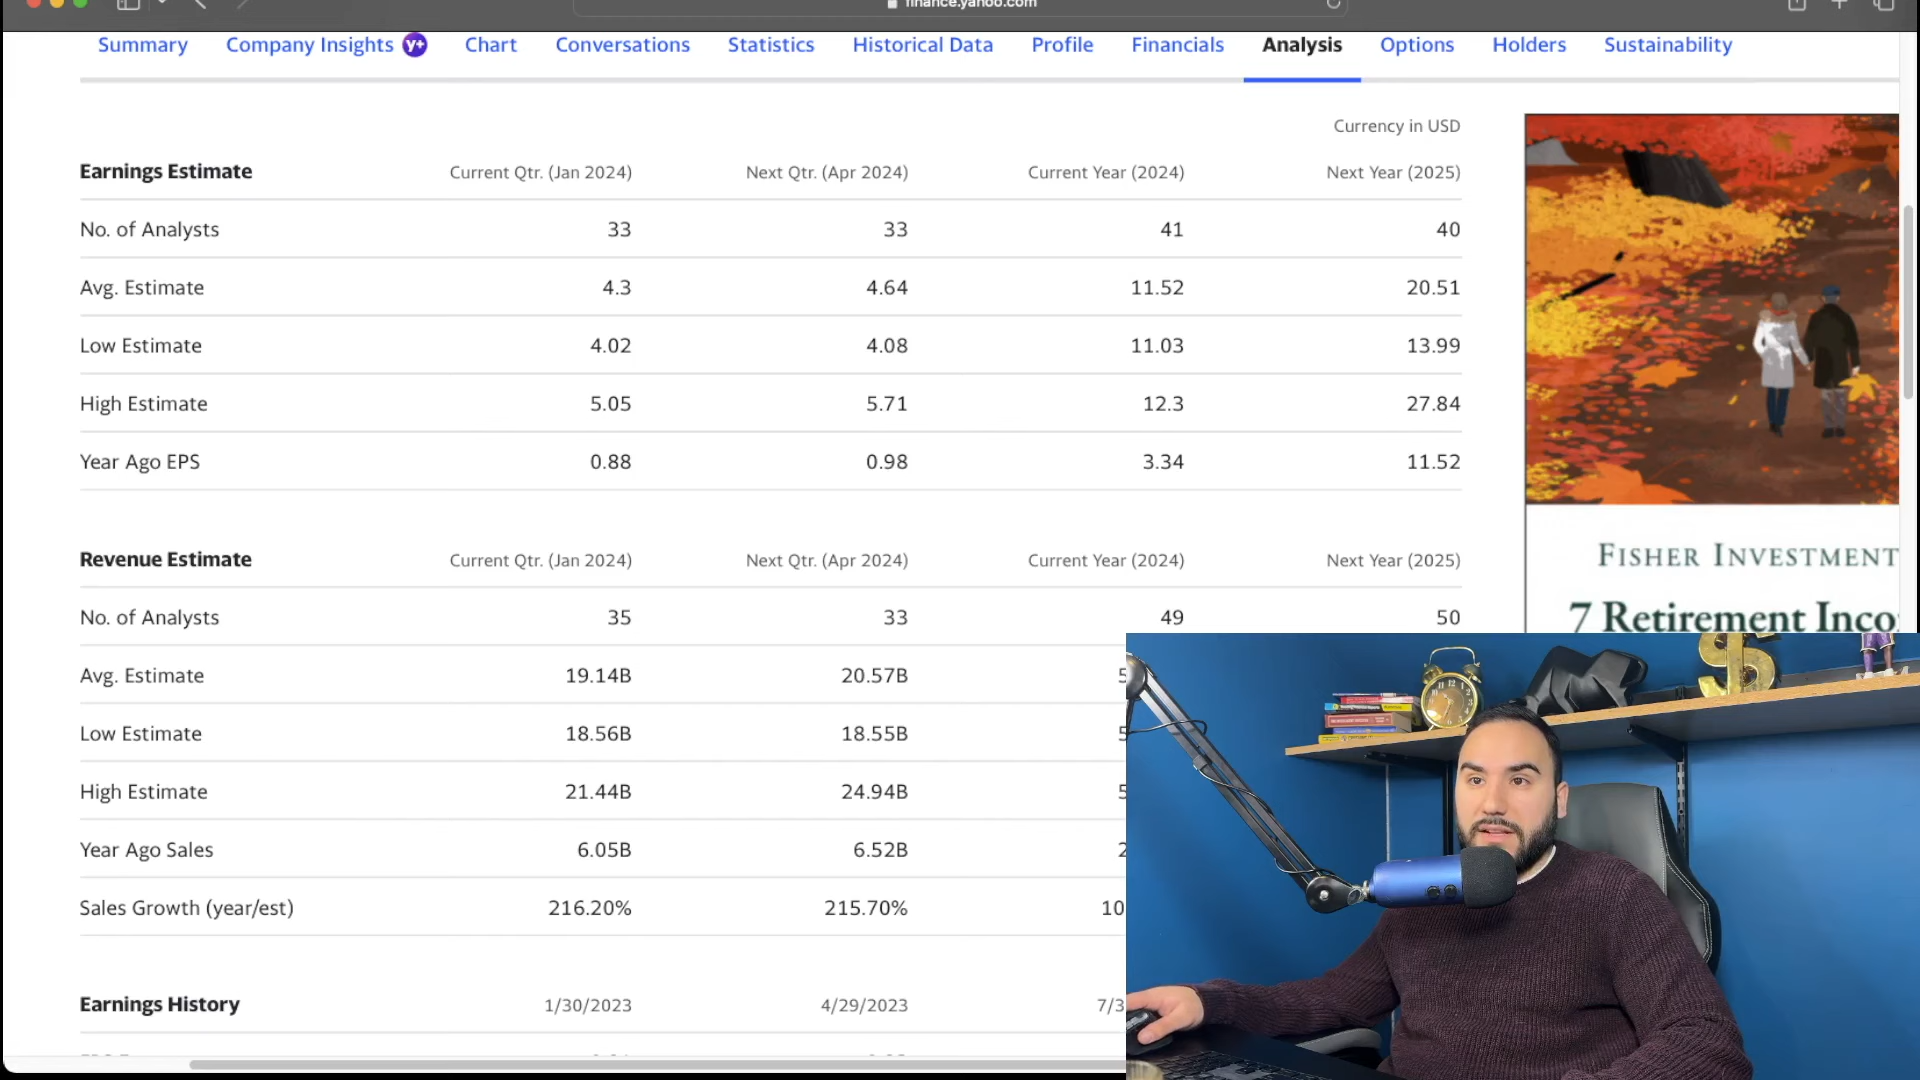 finance.yahoo.com
Summary Company Insights y+ Chart Conversations Statistics Historical Data Profile Financials Analysis Options Holders Sustainability
Currency in USD
Earnings Estimate Current Qtr. (Jan 2024) Next Qtr. (Apr 2024) Current Year (2024) Next Year (2025)
No. of Analysts 33 33 41 40
Avg. Estimate 4.3 4.64 11.52 20.51
Low Estimate 4.02 4.08 11.03 13.99
High Estimate 5.05 5.71 12.3 27.84
Year Ago EPS 0.88 0.98 3.34 11.52
Revenue Estimate Current Qtr. (Jan 2024) Next Qtr. (Apr 2024) Current Year (2024) Next Year (2025)
No. of Analysts 35 33 49 50
Avg. Estimate 19.14B 20.57B 5
Low Estimate 18.56B 18.55B 5
High Estimate 21.44B 24.94B 5
Year Ago Sales 6.05B 6.52B 2
Sales Growth (year/est) 216.20% 215.70% 10
Earnings History 1/30/2023 4/29/2023 7/3
FISHER INVESTMENT
7 Retirement Inco